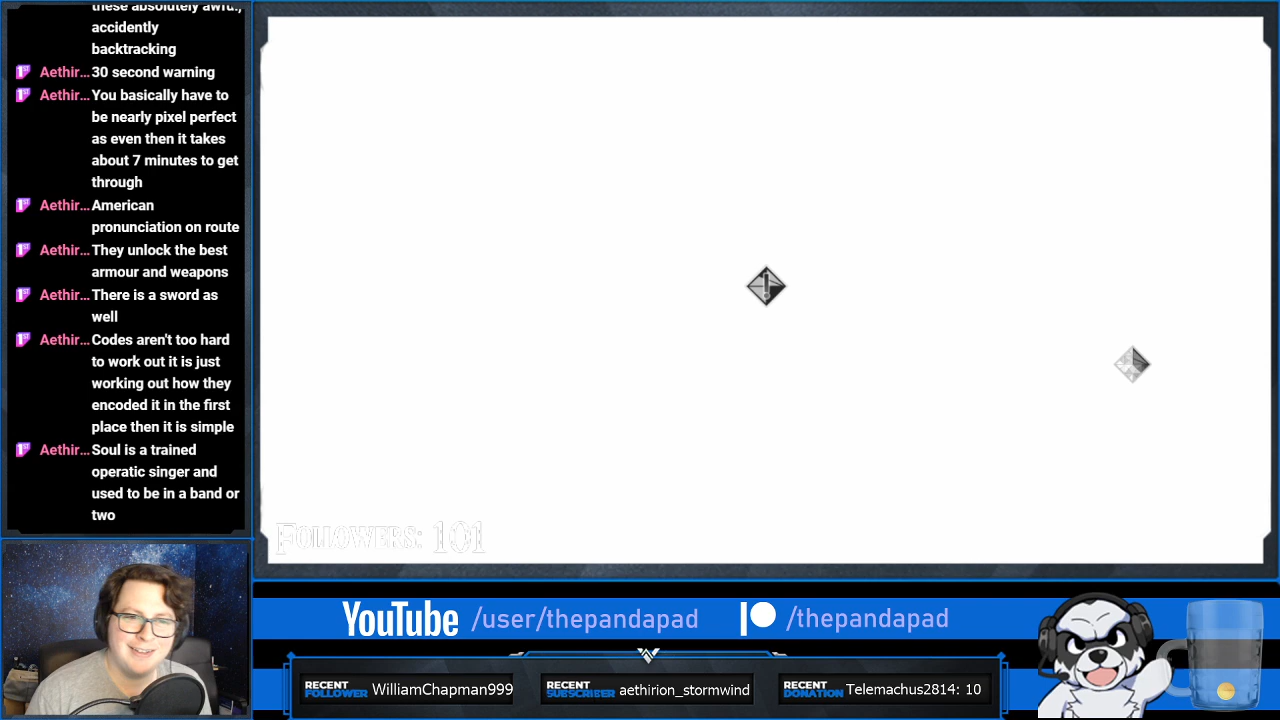 these absolutely awful,
accidently
backtracking
Aethir... 30 second warning
Aethir... You basically have to
be nearly pixel perfect
as even then it takes
about 7 minutes to get
through
Aethir... American
pronunciation on route
Aethir... They unlock the best
armour and weapons
Aethir... There is a sword as
well
Aethir... Codes aren't too hard
to work out it is just
working out how they
encoded it in the first
place then it is simple
Aethir... Soul is a trained
operatic singer and
used to be in a band or
two
Followers: 101
YouTube /user/thepandapad
/thepandapad
RECENT FOLLOWER WilliamChapman999
RECENT SUBSCRIBER aethirion_stormwind
RECENT DONATION Telemachus2814: 10